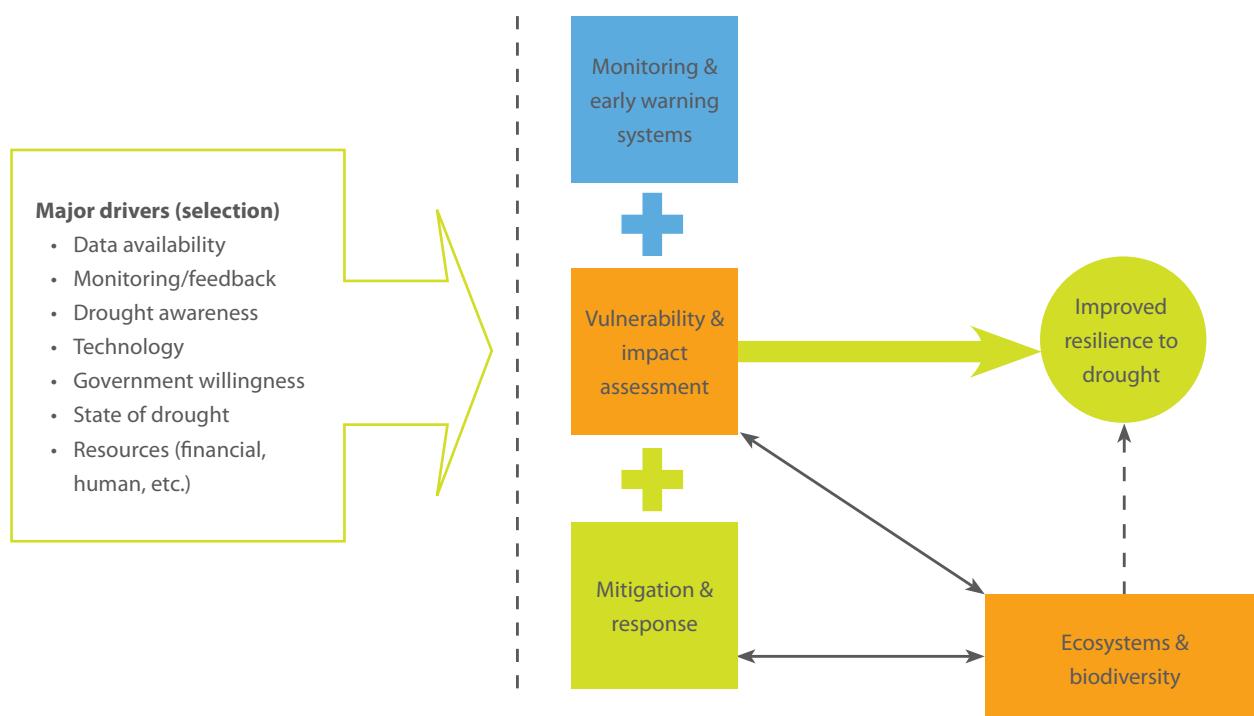 Major drivers (selection)
• Data availability
• Monitoring/feedback
• Drought awareness
• Technology
• Government willingness
• State of drought
• Resources (financial,
human, etc.)
Monitoring &
early warning
systems
Vulnerability &
impact
assessment
Mitigation &
response
Improved
resilience to
drought
Ecosystems &
biodiversity